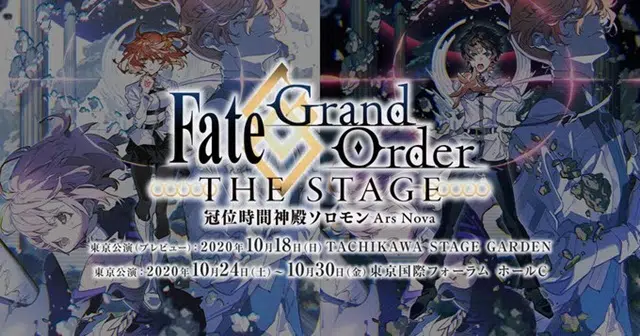 Fate
Grand
Order
THE STAGE
冠位時間神殿ソロモン Ars Nova
東京公演(プレビュー):2020年10月18日(日) TACHIKAWA STAGE GARDEN
東京公演:2020年10月24日(土)~10月30日(金) 東京国際フォーラム ホールC